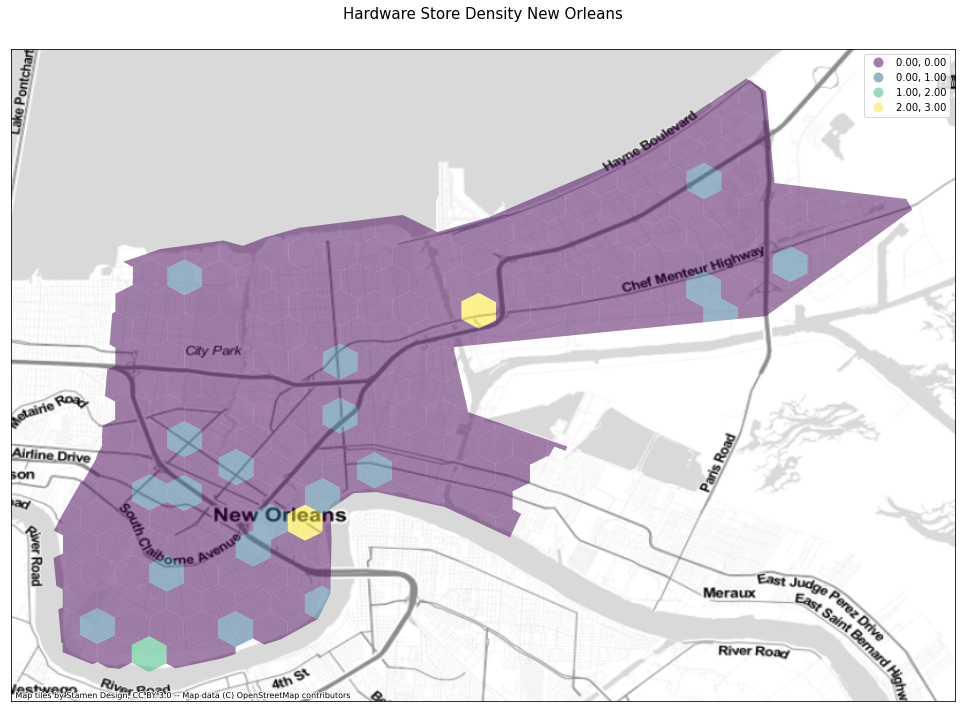 Hardware Store Density New Orleans
Lake Pontchart
0.00, 0.00
0.00, 1.00
1.00, 2.00
2.00, 3.00
Hayne Boulevard
Chef Menteur Highway
City Park
Metairie Road
Airline Drive
son
oad
Paris Road
New Orleans
South Claiborne Avenue
River Road
East Judge Perez Drive
Meraux
East Saint Bernard Highw
River Road
4th St
River Road
Westwego
Map tiles by Stamen Design, CC BY 3.0 -- Map data (C) OpenStreetMap contributors